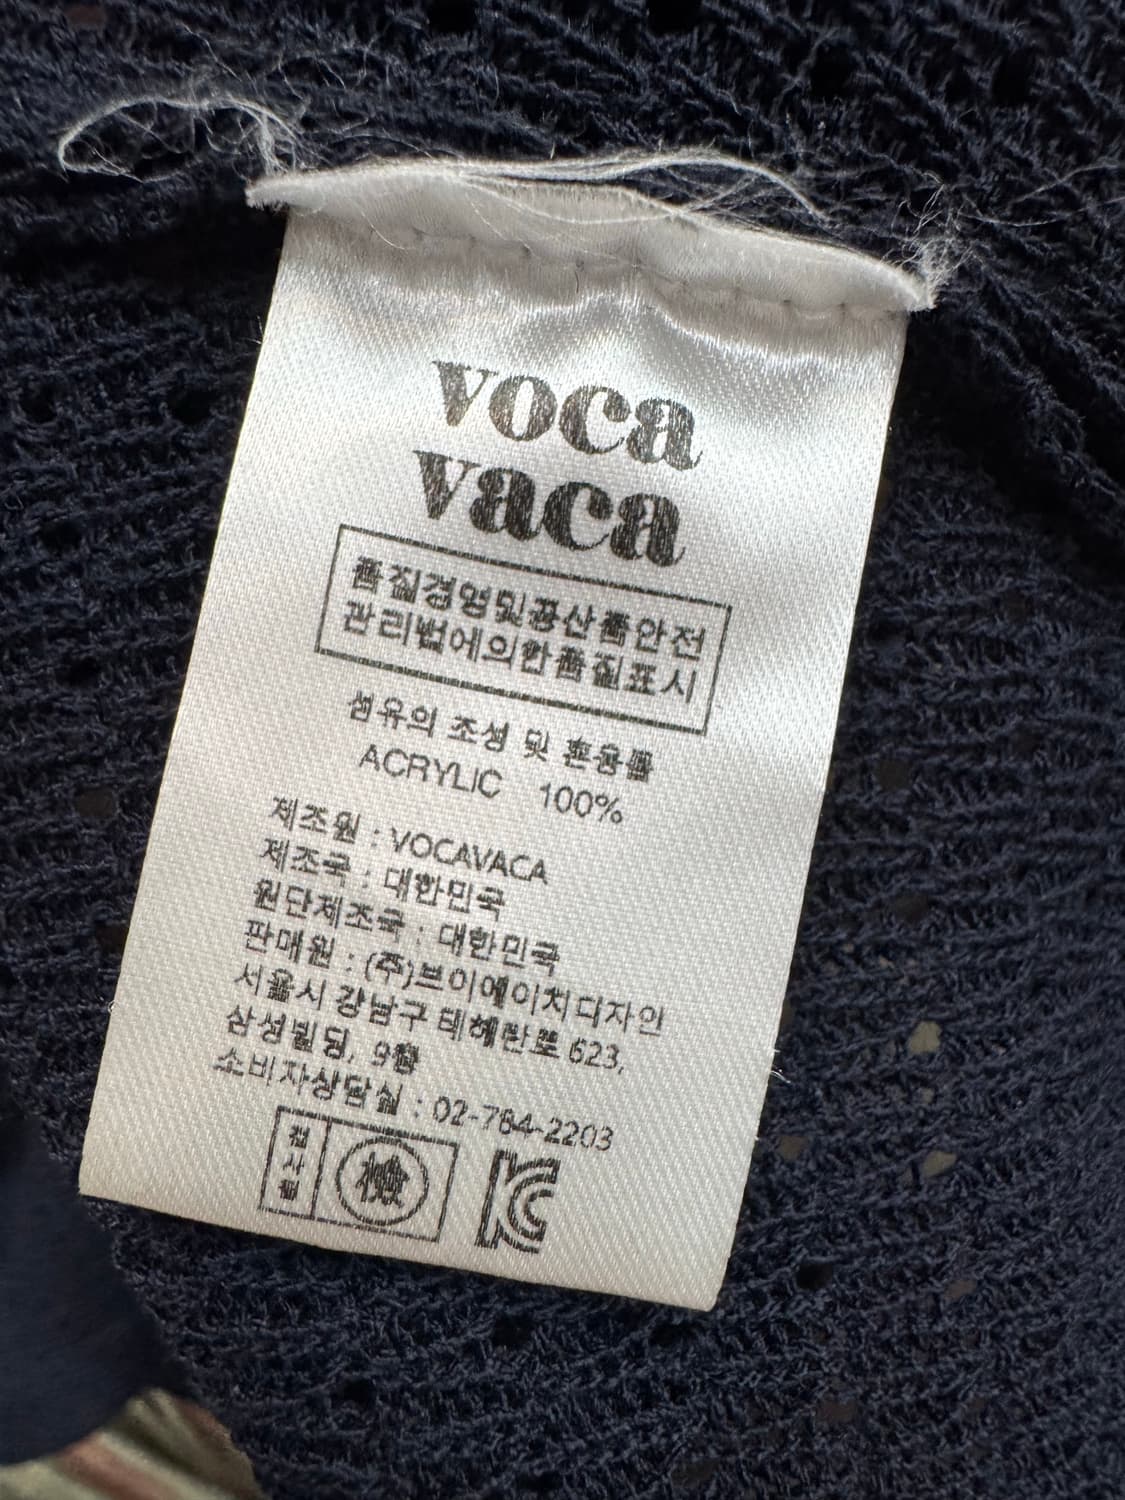 voca
vaca
품질경영및공산품안전
관리법에의한품질표시
섬유의 조성 및 혼용률
ACRYLIC 100%
제조원 : VOCAVACA
제조국 : 대한민국
원단제조국 : 대한민국
판매원 : (주)브이에이치디자인
서울시 강남구 테헤란로 623,
삼성빌딩, 9층
소비자상담실 : 02-764-2203
검사필
檢
KC